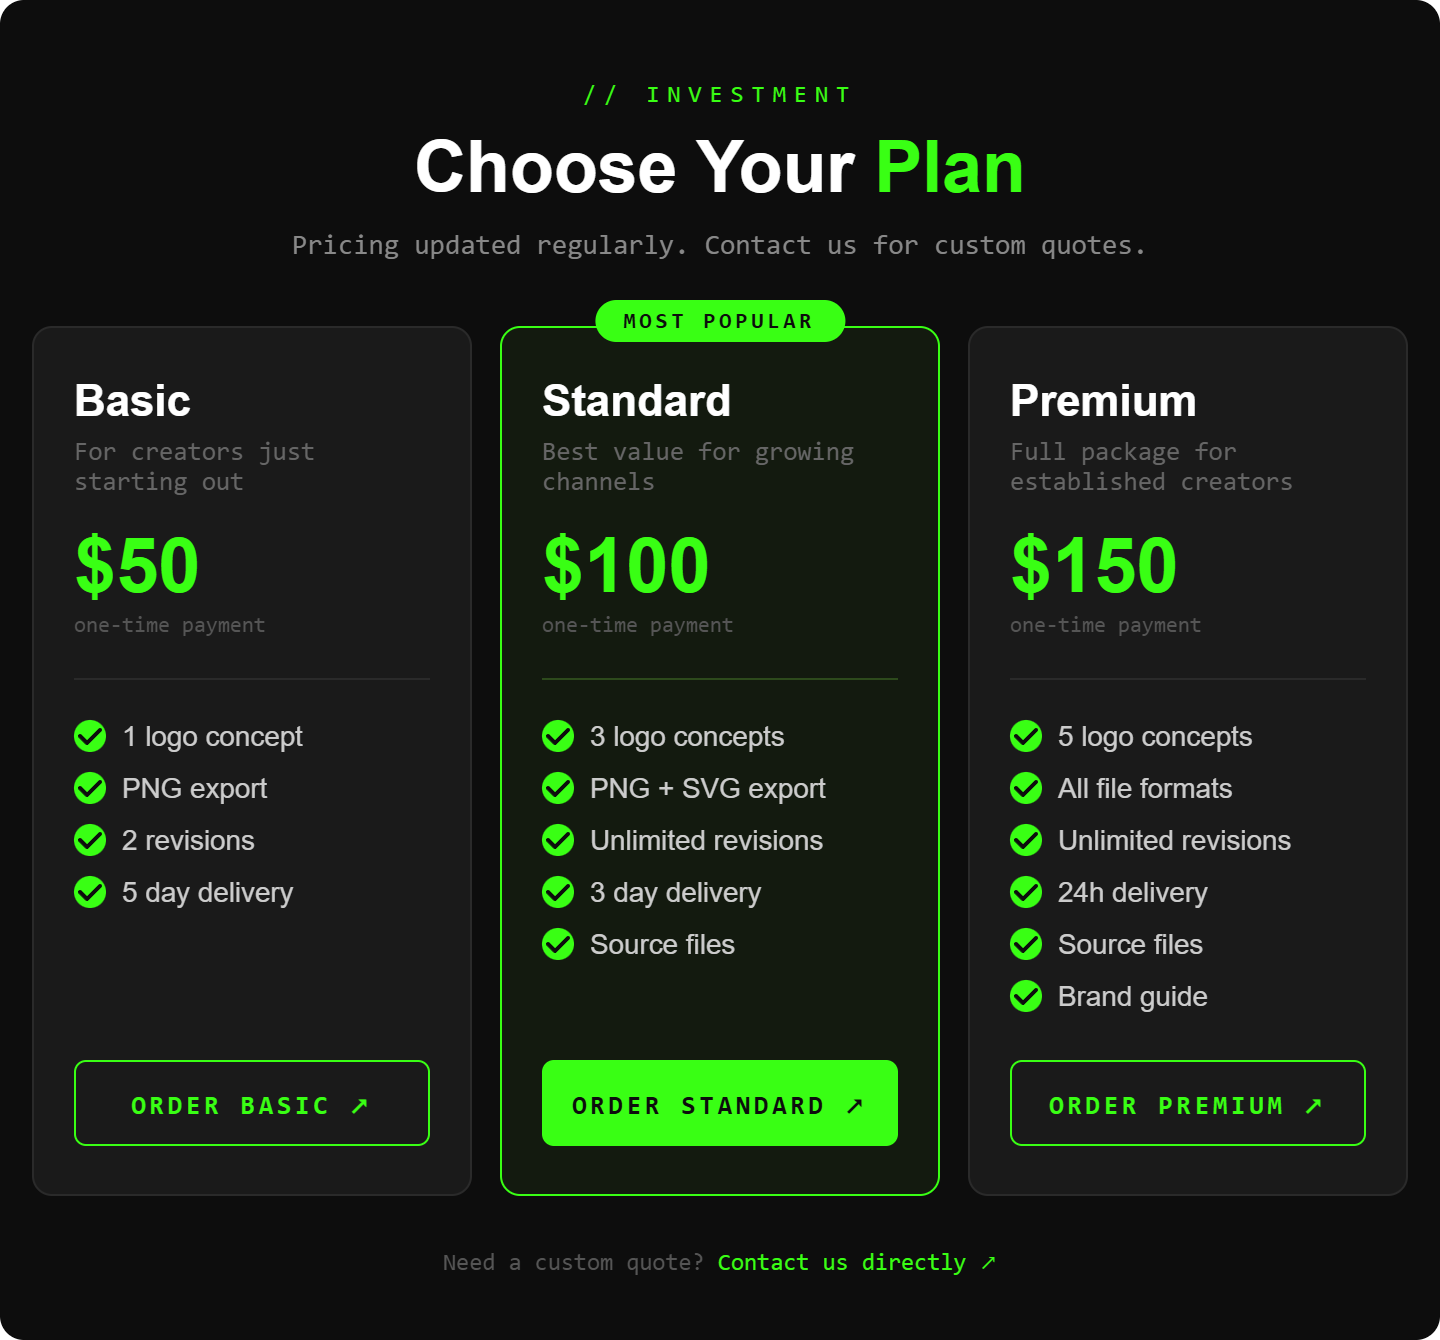 // INVESTMENT
Choose Your Plan
Pricing updated regularly. Contact us for custom quotes.
Basic
For creators just
starting out
$50
one-time payment
1 logo concept
PNG export
2 revisions
5 day delivery
ORDER BASIC ↗
MOST POPULAR
Standard
Best value for growing
channels
$100
one-time payment
3 logo concepts
PNG + SVG export
Unlimited revisions
3 day delivery
Source files
ORDER STANDARD ↗
Premium
Full package for
established creators
$150
one-time payment
5 logo concepts
All file formats
Unlimited revisions
24h delivery
Source files
Brand guide
ORDER PREMIUM ↗
Need a custom quote? Contact us directly ↗